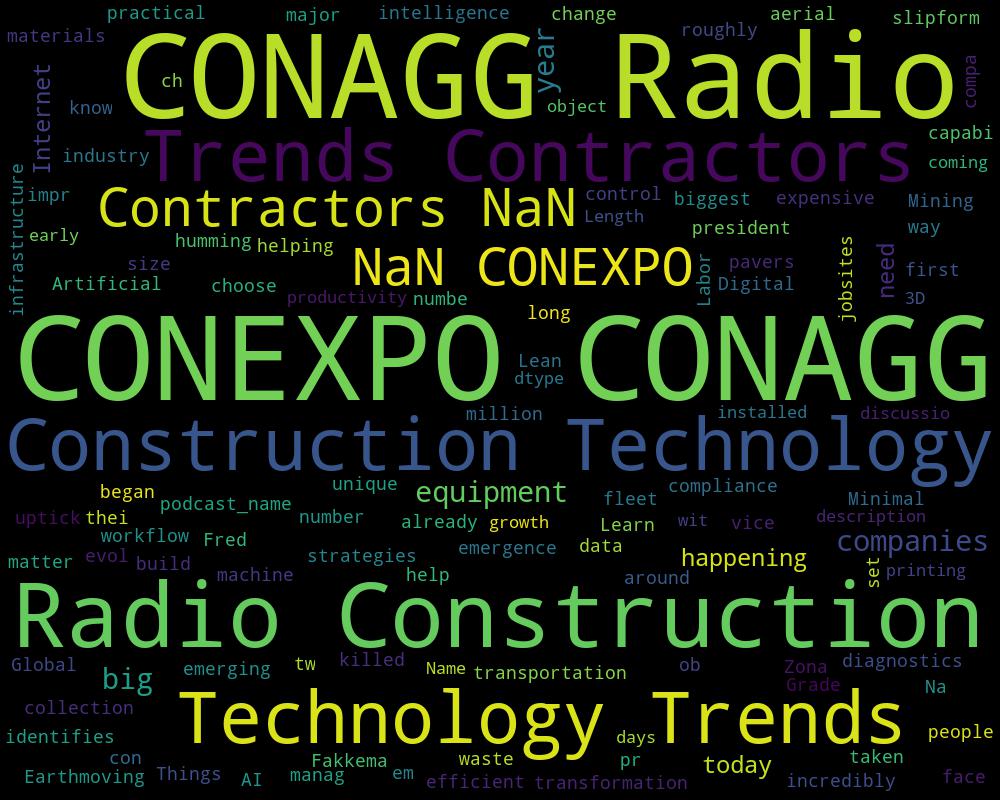 practical major intelligence change aerial slipform
materials CONAGG Radio roughly
ch year compa
know object
Internet Trends Contractors capabi
industry coming
infrastructure impr Contractors NaN control biggest expensive Mining
Length
early humming helping president way
size NaN CONEXPO Labor pavers jobsites need first
Artificial choose Digital
productivity numbe 3D
long
CONEXPO CONAGG
Lean
dtype
million installed discussio
Construction Technology
unique equipment compliance
began podcast_name fleet Minimal
uptick thei number already growth Learn wit vice description
workflow Fred emergence data companies
matter evol build strategies happening set printing
machine help around
Radio Construction
Global big emerging tw killed Name transportation ob Zona diagnostics
Grade Na
collection Technology Trends
identifies days people
con Fakkema waste pr today taken
Earthmoving Things AI manag em efficient transformation incredibly face